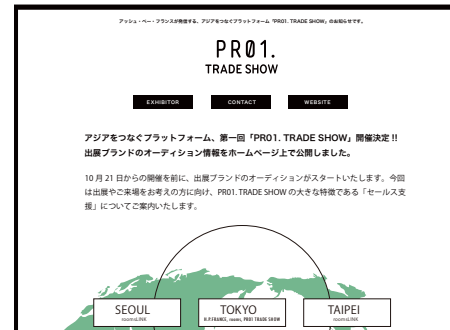 アッシュ・ペー・フランスが発信する、アジアをつなぐプラットフォーム「PR01. TRADE SHOW」のお知らせです。
PR01.
TRADE SHOW
EXHIBITOR CONTACT WEBSITE
アジアをつなぐプラットフォーム、第一回「PR01. TRADE SHOW」開催決定 !!
出展ブランドのオーディション情報をホームページ上で公開しました。
10 月 21 日からの開催を前に、出展ブランドのオーディションがスタートいたします。今回
は出展やご来場をお考えの方に向け、PR01. TRADE SHOW の大きな特徴である「セールス支
援」についてご案内いたします。
SEOUL TOKYO TAIPEI
roomsLINK H.P.FRANCE, rooms, PR01 TRADE SHOW roomsLINK